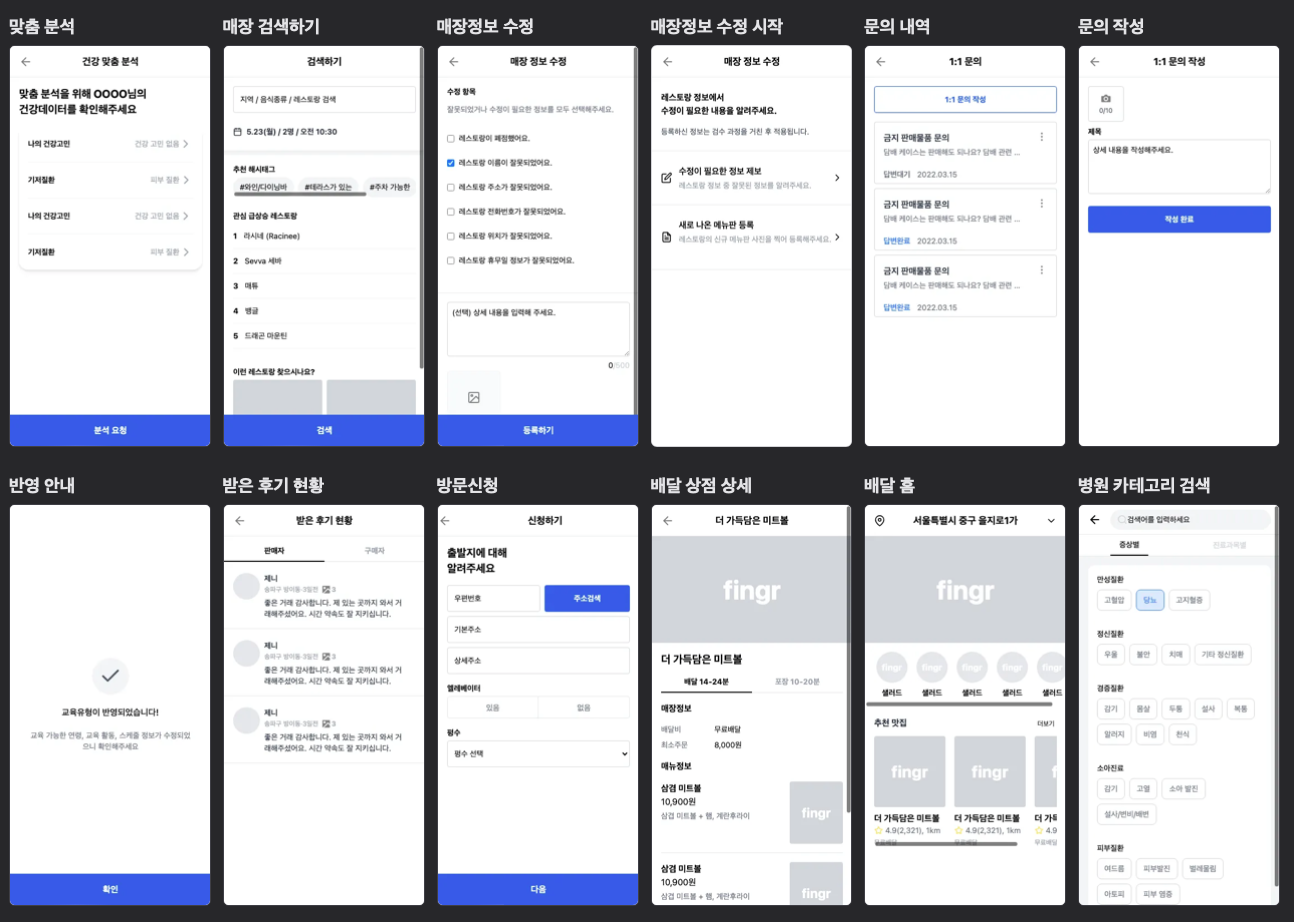 맞춤 분석
건강 맞춤 분석
맞춤 분석을 위해 OOOO님의
건강데이터를 확인해주세요
나의 건강고민
건강 고민 없음
기저질환
피부 질환
나의 건강고민
건강 고민 없음
기저질환
피부 질환
분석 요청
매장 검색하기
검색하기
지역 / 음식종류 / 레스토랑 검색
5.23(월) / 2명 / 오전 10:30
추천 해시태그
#와인/다이닝바
#테라스가 있는
#주차 가능한
관심 급상승 레스토랑
1 라시네 (Racinee)
2 Sevva 세바
3 매튜
4 뱅글
5 드래곤 마운틴
이런 레스토랑 찾으시나요?
검색
매장정보 수정
매장 정보 수정
수정 항목
잘못되었거나 수정이 필요한 정보를 모두 선택해주세요.
레스토랑이 폐점했어요.
레스토랑 이름이 잘못되었어요.
레스토랑 주소가 잘못되었어요.
레스토랑 전화번호가 잘못되었어요.
레스토랑 위치가 잘못되었어요.
레스토랑 휴무일 정보가 잘못되었어요.
(선택) 상세 내용을 입력해 주세요.
0/500
등록하기
매장정보 수정 시작
매장 정보 수정
레스토랑 정보에서
수정이 필요한 내용을 알려주세요.
등록하신 정보는 검수 과정을 거친 후 적용됩니다.
수정이 필요한 정보 제보
레스토랑 정보 중 잘못된 정보를 알려주세요.
새로 나온 메뉴판 등록
레스토랑의 신규 메뉴판 사진을 찍어 등록해주세요.
문의 내역
1:1 문의
1:1 문의 작성
금지 판매물품 문의
담배 케이스는 판매해도 되나요? 담배 관련 ...
답변대기 2022.03.15
금지 판매물품 문의
담배 케이스는 판매해도 되나요? 담배 관련 ...
답변완료 2022.03.15
금지 판매물품 문의
담배 케이스는 판매해도 되나요? 담배 관련 ...
답변완료 2022.03.15
문의 작성
1:1 문의 작성
0/10
제목
상세 내용을 작성해주세요.
작성 완료
반영 안내
교육유형이 반영되었습니다!
교육 가능한 연령, 교육 활동, 스케줄 정보가 수정되었
으니 확인해주세요
확인
받은 후기 현황
받은 후기 현황
판매자
구매자
제니
송파구 방이동·3일전 3
좋은 거래 감사합니다. 제 있는 곳까지 와서 거
래해주셨어요. 시간 약속도 잘 지키십니다.
제니
송파구 방이동·3일전 3
좋은 거래 감사합니다. 제 있는 곳까지 와서 거
래해주셨어요. 시간 약속도 잘 지키십니다.
제니
송파구 방이동·3일전 3
좋은 거래 감사합니다. 제 있는 곳까지 와서 거
래해주셨어요. 시간 약속도 잘 지키십니다.
방문신청
신청하기
출발지에 대해
알려주세요
우편번호
주소검색
기본주소
상세주소
엘레베이터
있음
없음
평수
평수 선택
다음
배달 상점 상세
더 가득담은 미트볼
fingr
더 가득담은 미트볼
배달 14-24분
포장 10-20분
매장정보
배달비 무료배달
최소주문 8,000원
매뉴정보
삼겹 미트볼
10,900원
삼겹 미트볼 + 햄, 계란후라이
fingr
삼겹 미트볼
10,900원
삼겹 미트볼 + 햄, 계란후라이
fingr
배달 홈
서울특별시 중구 을지로1가
fingr
fingr
fingr
fingr
fingr
fingr
샐러드
샐러드
샐러드
샐러드
샐러드
추천 맛집
더보기
fingr
fingr
f
더 가득담은 미트볼
더 가득담은 미트볼
더 가득
4.9(2,321), 1km
4.9(2,321), 1km
4.9
무료배달
무료배달
무료배달
병원 카테고리 검색
검색어를 입력하세요
증상별
진료과목별
만성질환
고혈압
당뇨
고지혈증
정신질환
우울
불안
치매
기타 정신질환
경증질환
감기
몸살
두통
설사
복통
알러지
비염
천식
소아진료
감기
고열
소아 발진
설사/변비/배변
피부질환
여드름
피부발진
벌레물림
아토피
피부 염증